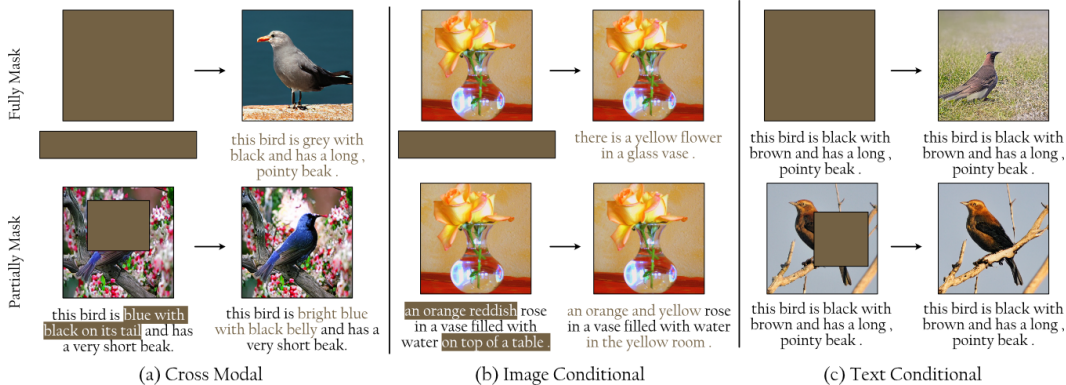 Fully Mask
this bird is grey with
black and has a long ,
pointy beak .
there is a yellow flower
in a glass vase .
this bird is black with
brown and has a long ,
pointy beak .
this bird is black with
brown and has a long ,
pointy beak .
Partially Mask
this bird is blue with
black on its tail and has
a very short beak.
this bird is bright blue
with black belly and has a
very short beak.
an orange reddish rose
in a vase filled with
water on top of a table .
an orange and yellow rose
in a vase filled with water
in the yellow room .
this bird is black with
brown and has a long ,
pointy beak .
this bird is black with
brown and has a long ,
pointy beak .
(a) Cross Modal
(b) Image Conditional
(c) Text Conditional